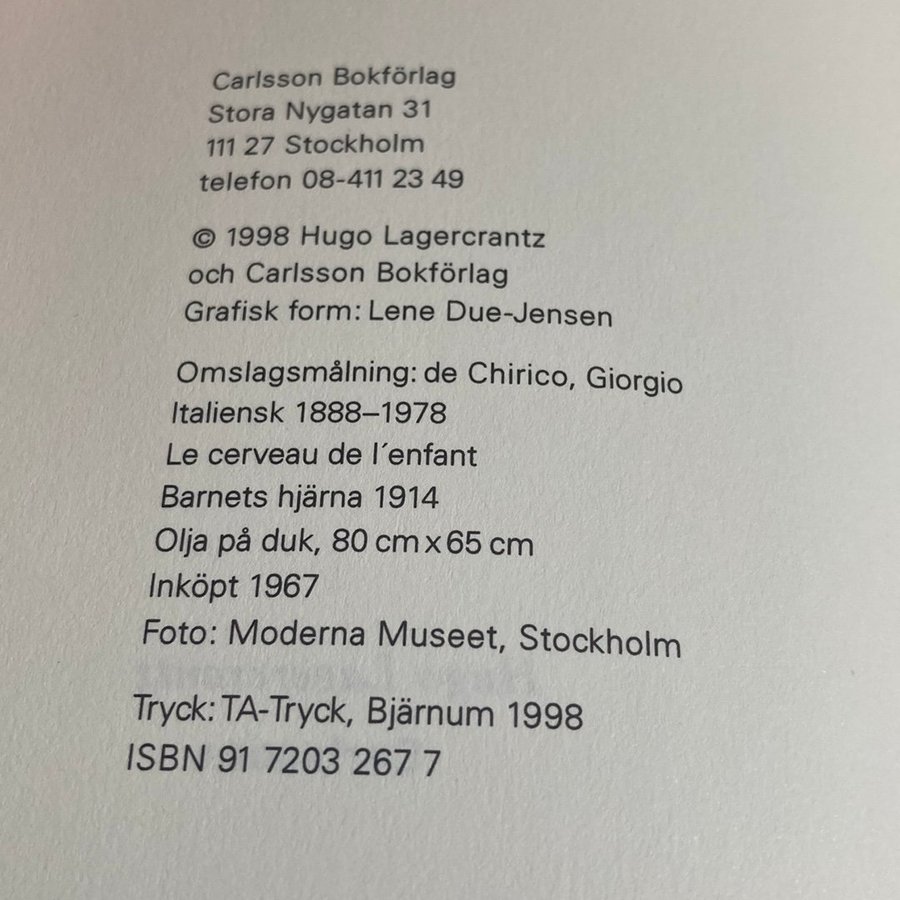 Carlsson Bokförlag
Stora Nygatan 31
111 27 Stockholm
telefon 08-411 23 49
© 1998 Hugo Lagercrantz
och Carlsson Bokförlag
Grafisk form: Lene Due-Jensen
Omslagsmålning: de Chirico, Giorgio
Italiensk 1888–1978
Le cerveau de l´enfant
Barnets hjärna 1914
Olja på duk, 80 cm x 65 cm
Inköpt 1967
Foto: Moderna Museet, Stockholm
Tryck: TA-Tryck, Bjärnum 1998
ISBN 91 7203 267 7